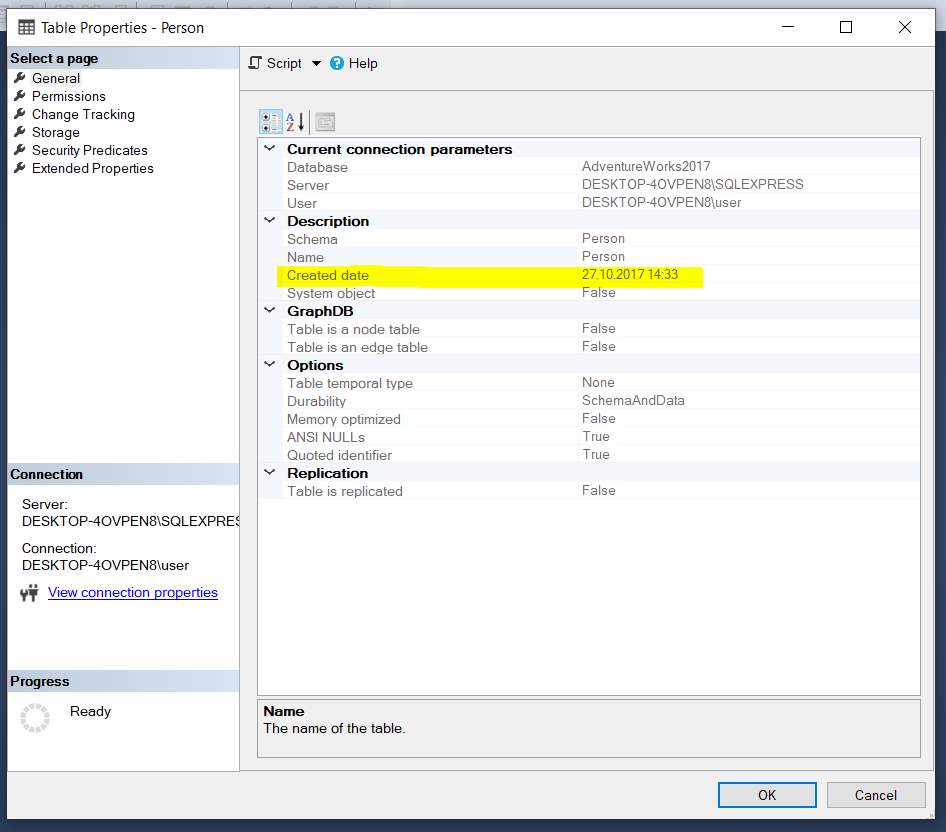 Table Properties - Person
Select a page
General
Permissions
Change Tracking
Storage
Security Predicates
Extended Properties
Script
Help
Current connection parameters
Database AdventureWorks2017
Server DESKTOP-4OVPEN8\SQLEXPRESS
User DESKTOP-4OVPEN8\user
Description
Schema Person
Name Person
Created date 27.10.2017 14:33
System object False
GraphDB
Table is a node table False
Table is an edge table False
Options
Table temporal type None
Durability SchemaAndData
Memory optimized False
ANSI NULLs True
Quoted identifier True
Replication
Table is replicated False
Connection
Server:
DESKTOP-4OVPEN8\SQLEXPRES
Connection:
DESKTOP-4OVPEN8\user
View connection properties
Progress
Ready
Name
The name of the table.
OK
Cancel